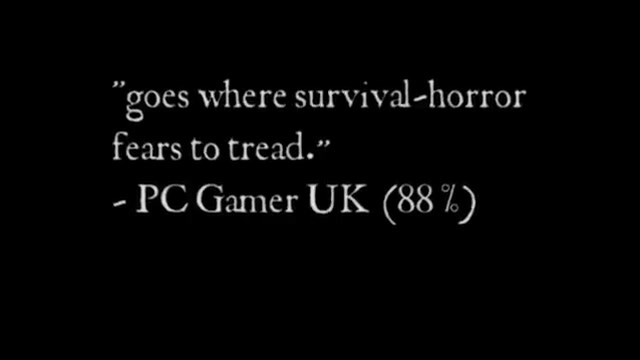 "goes where survival-horror
fears to tread."
- PC Gamer UK (88%)